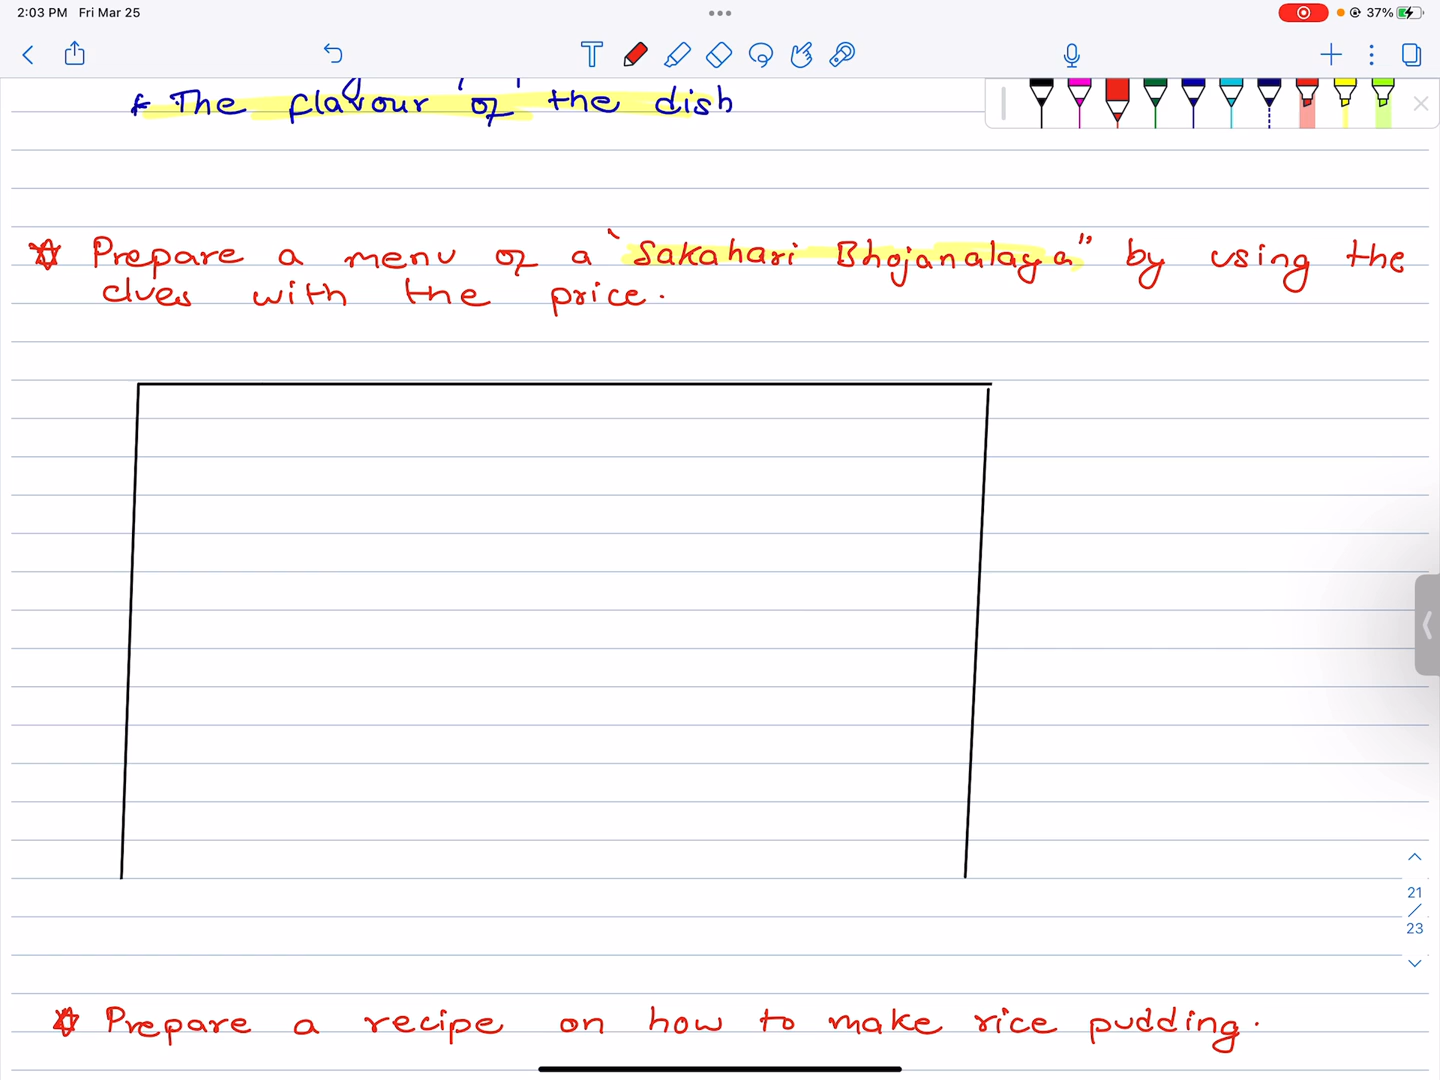 2:03 PM Fri Mar 25
37%
* The flavour 'of' the dish
Prepare a menu of a "Sakahari Bhojanalaya" by using the
clues with the price.
21
/
23
Prepare a recipe on how to make rice pudding.